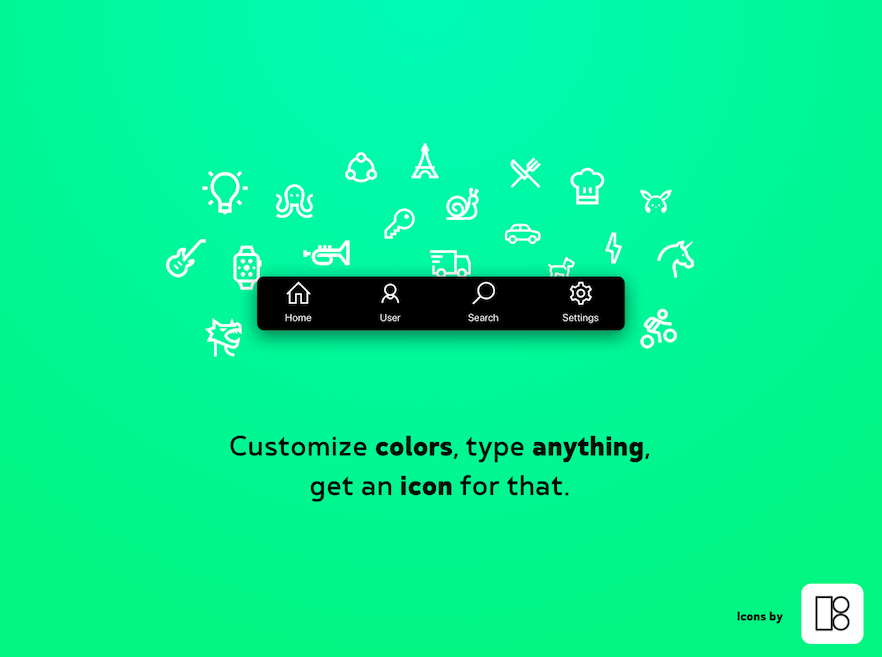 Home User Search Settings
Customize colors, type anything,
get an icon for that.
Icons by